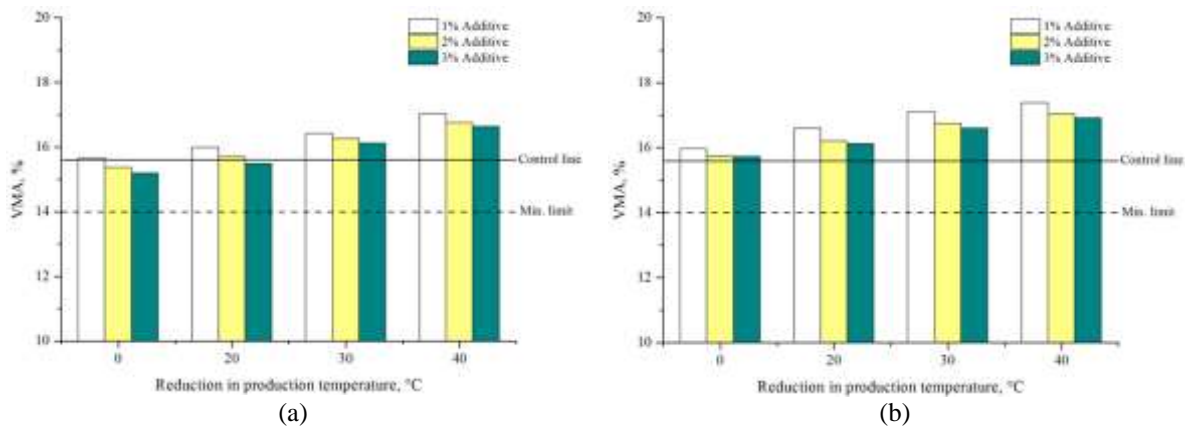 20
18
16
14
12
10
VMA, %
1% Additive
2% Additive
3% Additive
Control line
Min. limit
0 20 30 40
Reduction in production temperature, °C
(a)
20
18
16
14
12
10
VMA, %
1% Additive
2% Additive
3% Additive
Control line
Min. limit
0 20 30 40
Reduction in production temperature, °C
(b)